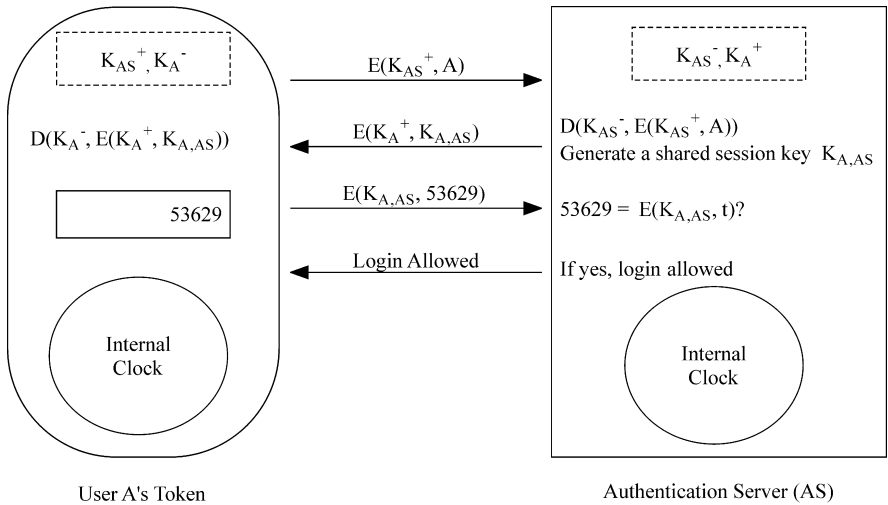 K_AS^+, K_A^-
E(K_AS^+, A)
K_AS^-, K_A^+
D(K_A^-, E(K_A^+, K_A,AS))
E(K_A^+, K_A,AS)
D(K_AS^-, E(K_AS^+, A))
Generate a shared session key K_A,AS
53629
E(K_A,AS, 53629)
53629 = E(K_A,AS, t)?
Login Allowed
If yes, login allowed
Internal
Clock
Internal
Clock
User A's Token
Authentication Server (AS)